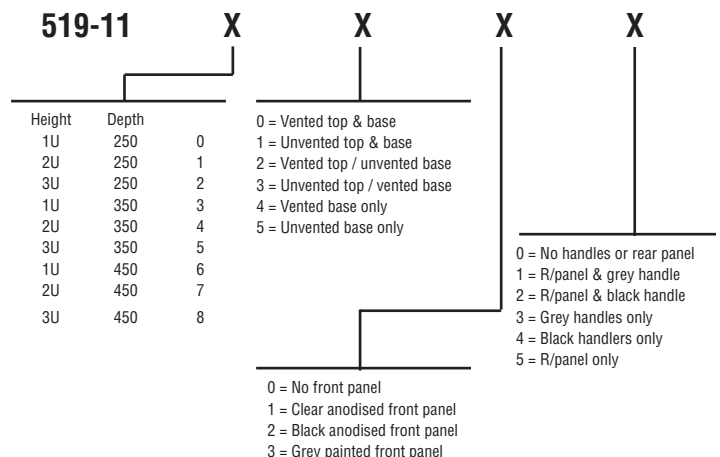 519-11 X X X X
Height Depth
1U 250 0
2U 250 1
3U 250 2
1U 350 3
2U 350 4
3U 350 5
1U 450 6
2U 450 7
3U 450 8
0 = Vented top & base
1 = Unvented top & base
2 = Vented top / unvented base
3 = Unvented top / vented base
4 = Vented base only
5 = Unvented base only
0 = No front panel
1 = Clear anodised front panel
2 = Black anodised front panel
3 = Grey painted front panel
0 = No handles or rear panel
1 = R/panel & grey handle
2 = R/panel & black handle
3 = Grey handles only
4 = Black handlers only
5 = R/panel only